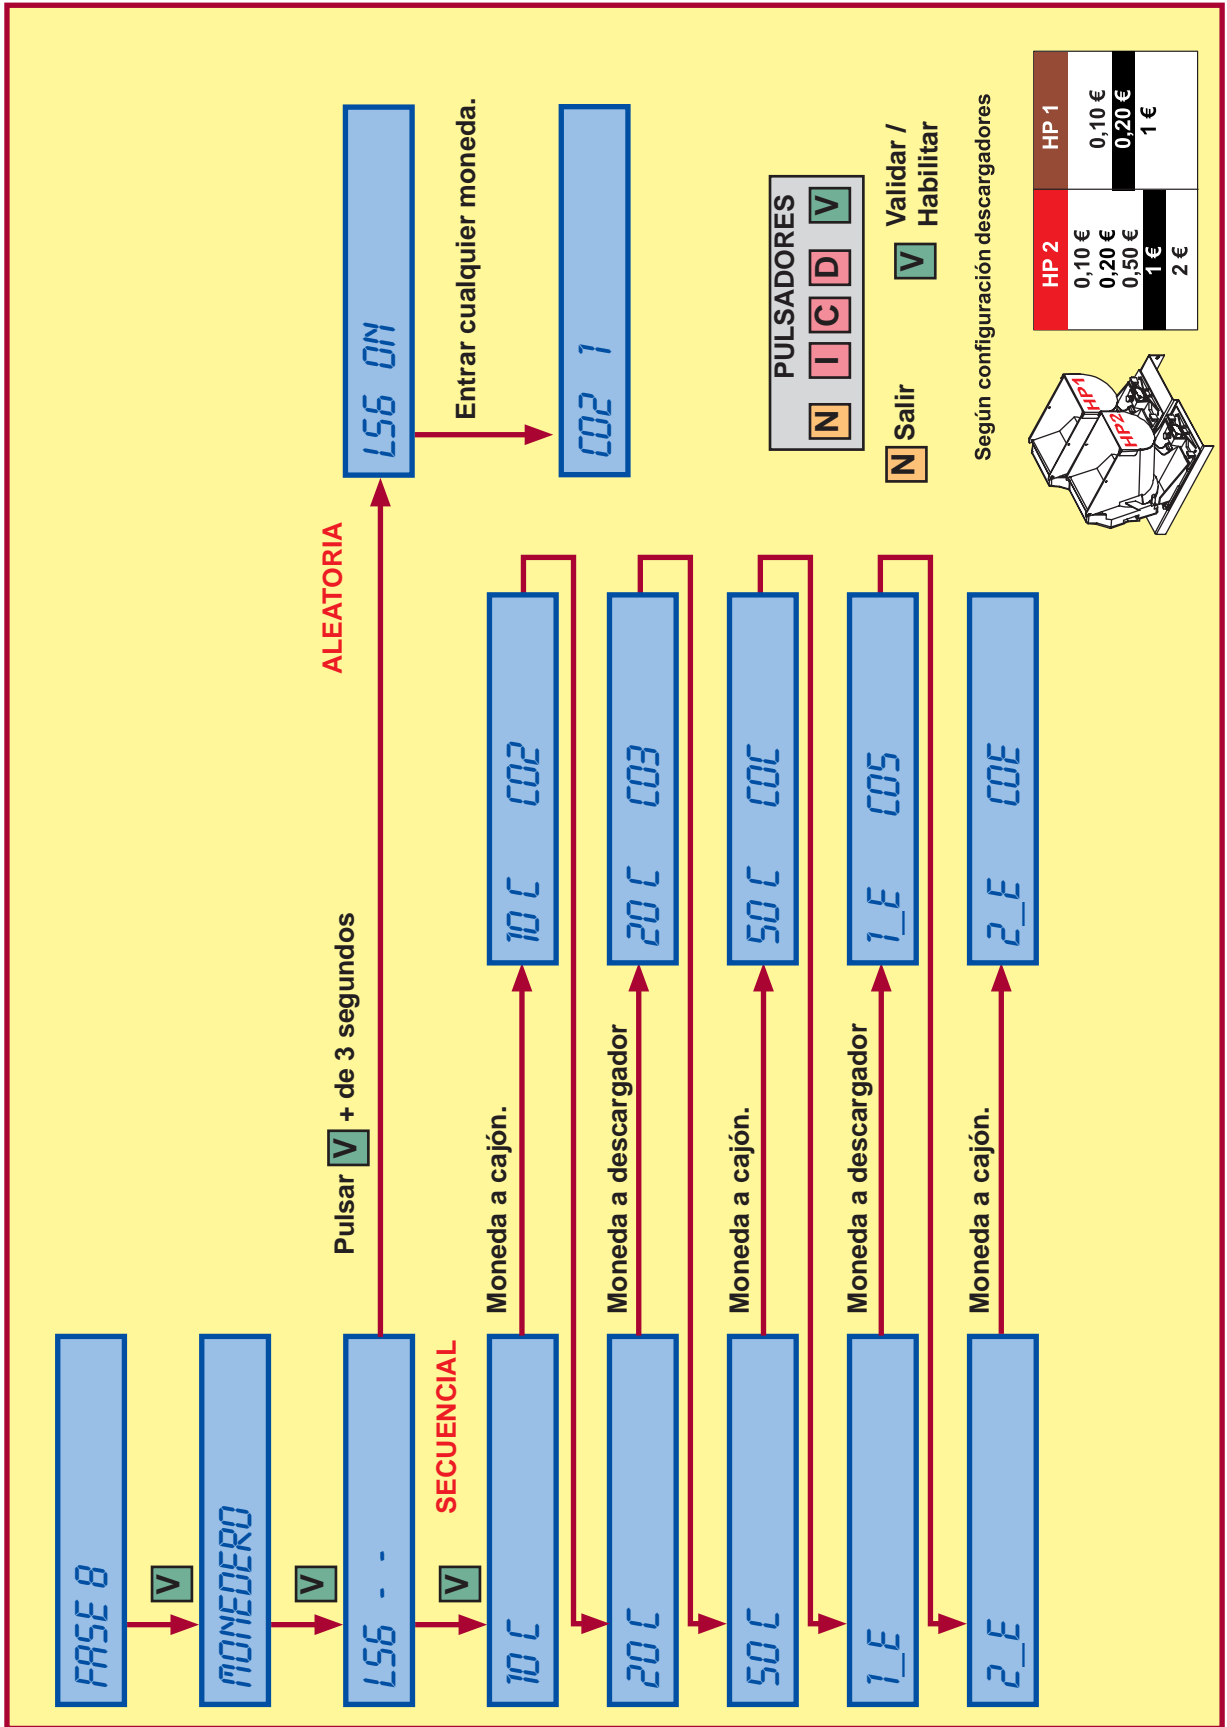 FASE 8
V
MONEDERO
V
LS6 - -
Pulsar V + de 3 segundos
ALEATORIA
LS6 ON
Entrar cualquier moneda.
C02 1
V
SECUENCIAL
10 C
Moneda a cajón.
10 C C02
20 C
Moneda a descargador
20 C C03
50 C
Moneda a cajón.
50 C C0C
1_E
Moneda a descargador
1_E C05
2_E
Moneda a cajón.
2_E C0E
PULSADORES
N I C D V
N Salir
V Validar /
Habilitar
Según configuración descargadores
HP2
HP1
HP 2 HP 1
0,10 € 0,10 €
0,20 € 0,20 €
0,50 € 1 €
1 €
2 €